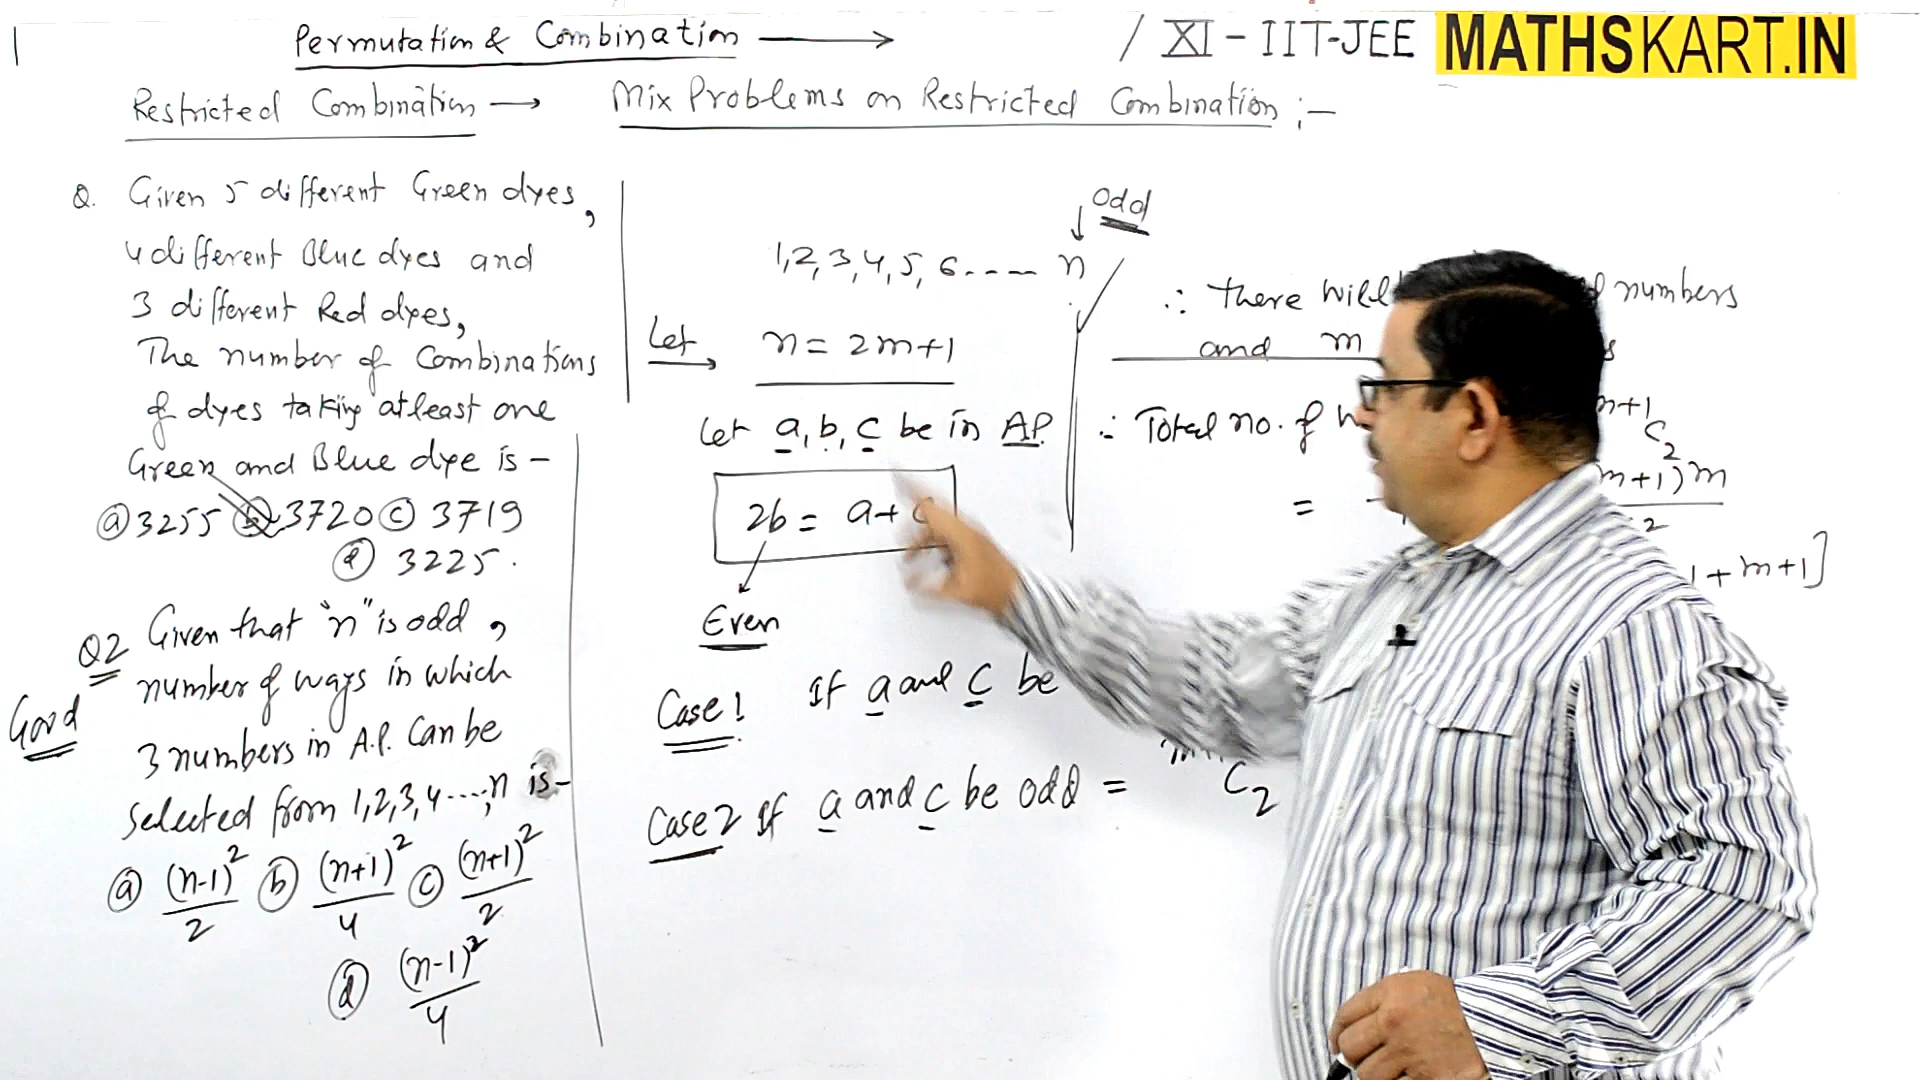 Permutation & Combination → / XI - IIT-JEE MATHSKART.IN
Restricted Combination → Mix Problems on Restricted Combination ;-
Q. Given 5 different Green dyes,
4 different Blue dyes and
3 different Red dyes,
The number of Combinations
of dyes taking atleast one
Green and Blue dye is -
(a) 3255 (b) 3720 (c) 3719
(d) 3225.
Q2 Given that "n" is odd,
Good
number of ways in which
3 numbers in A.P. Can be
selected from 1,2,3,4....,n is-
(a) (n-1)²/2 (b) (n+1)²/4 (c) (n+1)²/2
(d) (n-1)²/4
Odd
1,2,3,4,5,6.... n
Let n = 2m+1
Let a,b,c be in AP.
2b = a+c
Even
Case 1 If a and c be
Case 2 If a and c be odd = C₂
∴ there will numbers
and m
∴ Total no. of m+1C₂
= m+1)m
2
1+m+1]